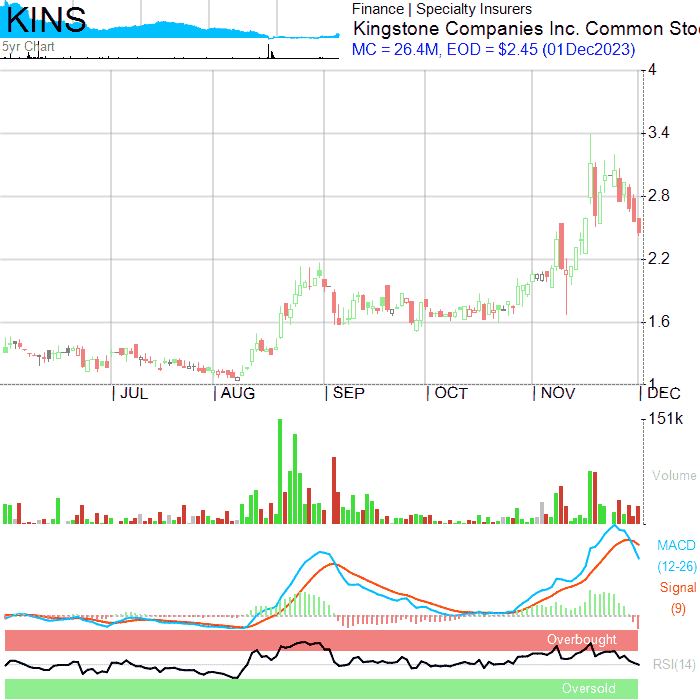 KINS
5yr Chart
Finance | Specialty Insurers
Kingstone Companies Inc. Common Sto
MC = 26.4M, EOD = $2.45 (01Dec2023)
4
3.4
2.8
2.2
1.6
1
JUL AUG SEP OCT NOV DEC
151k
Volume
MACD
(12-26)
Signal
(9)
Overbought
RSI(14)
Oversold